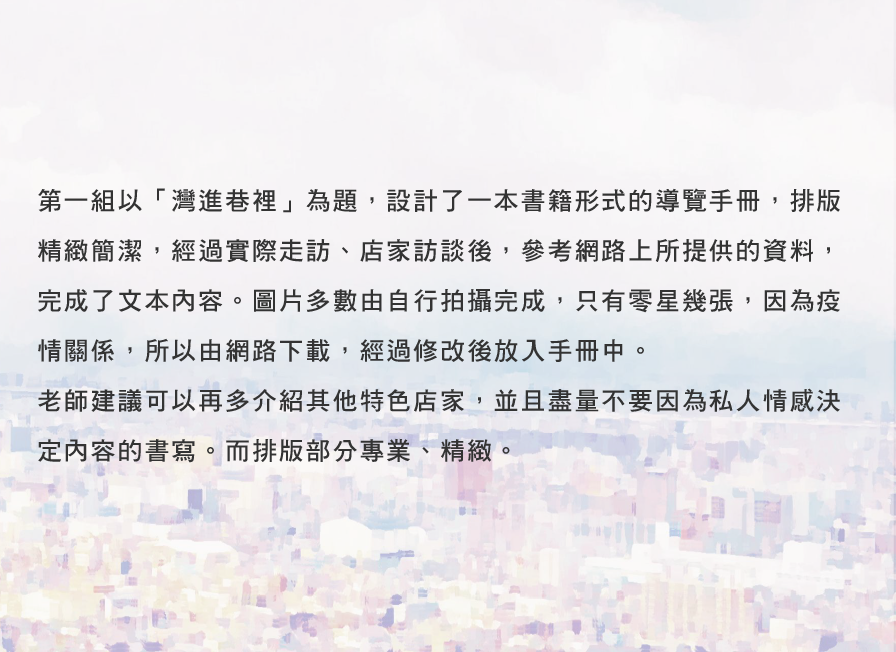 第一組以「灣進巷裡」為題，設計了一本書籍形式的導覽手冊，排版
精緻簡潔，經過實際走訪、店家訪談後，參考網路上所提供的資料，
完成了文本內容。圖片多數由自行拍攝完成，只有零星幾張，因為疫
情關係，所以由網路下載，經過修改後放入手冊中。
老師建議可以再多介紹其他特色店家，並且盡量不要因為私人情感決
定內容的書寫。而排版部分專業、精緻。